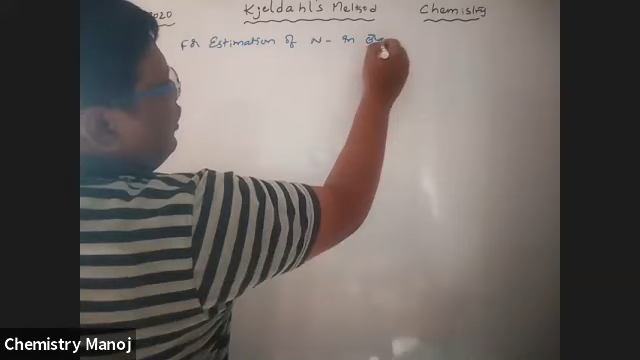 2020 Kjeldahl's Method Chemistry
For Estimation of N - in
Chemistry Manoj